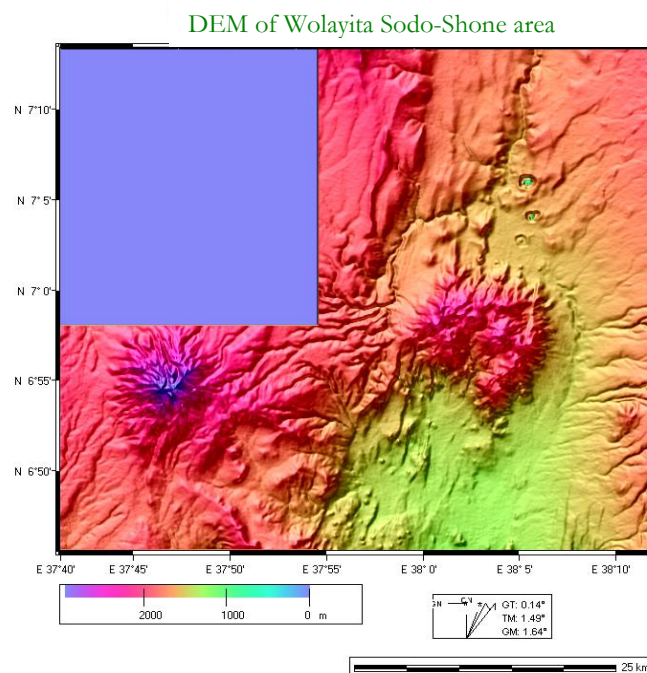 DEM of Wolayita Sodo-Shone area
N 7°10'
N 7°5'
N 7°0'
N 6°55'
N 6°50'
E 37°40' E 37°45' E 37°50' E 37°55' E 38°0' E 38°5' E 38°10'
2000 1000 0 m
GN
GT: 0.14°
TM: 1.49°
GM: 1.64°
25 km